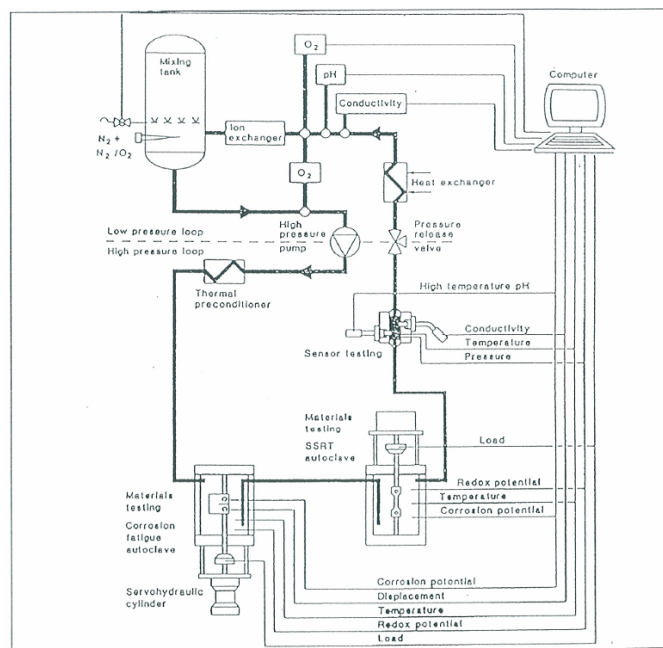 Mixing
tank
O2
pH
Conductivity
Computer
N2 +
N2 /O2
Ion
exchanger
O2
Heat exchanger
Low pressure loop
High pressure loop
High
pressure
pump
Pressure
release
valve
Thermal
preconditioner
High temperature pH
Sensor testing
Conductivity
Temperature
Pressure
Materials
testing
SSRT
autoclave
Load
Redox potential
Temperature
Corrosion potential
Materials
testing
Corrosion
fatigue
autoclave
Servohydraulic
cylinder
Corrosion potential
Displacement
Temperature
Redox potential
Load